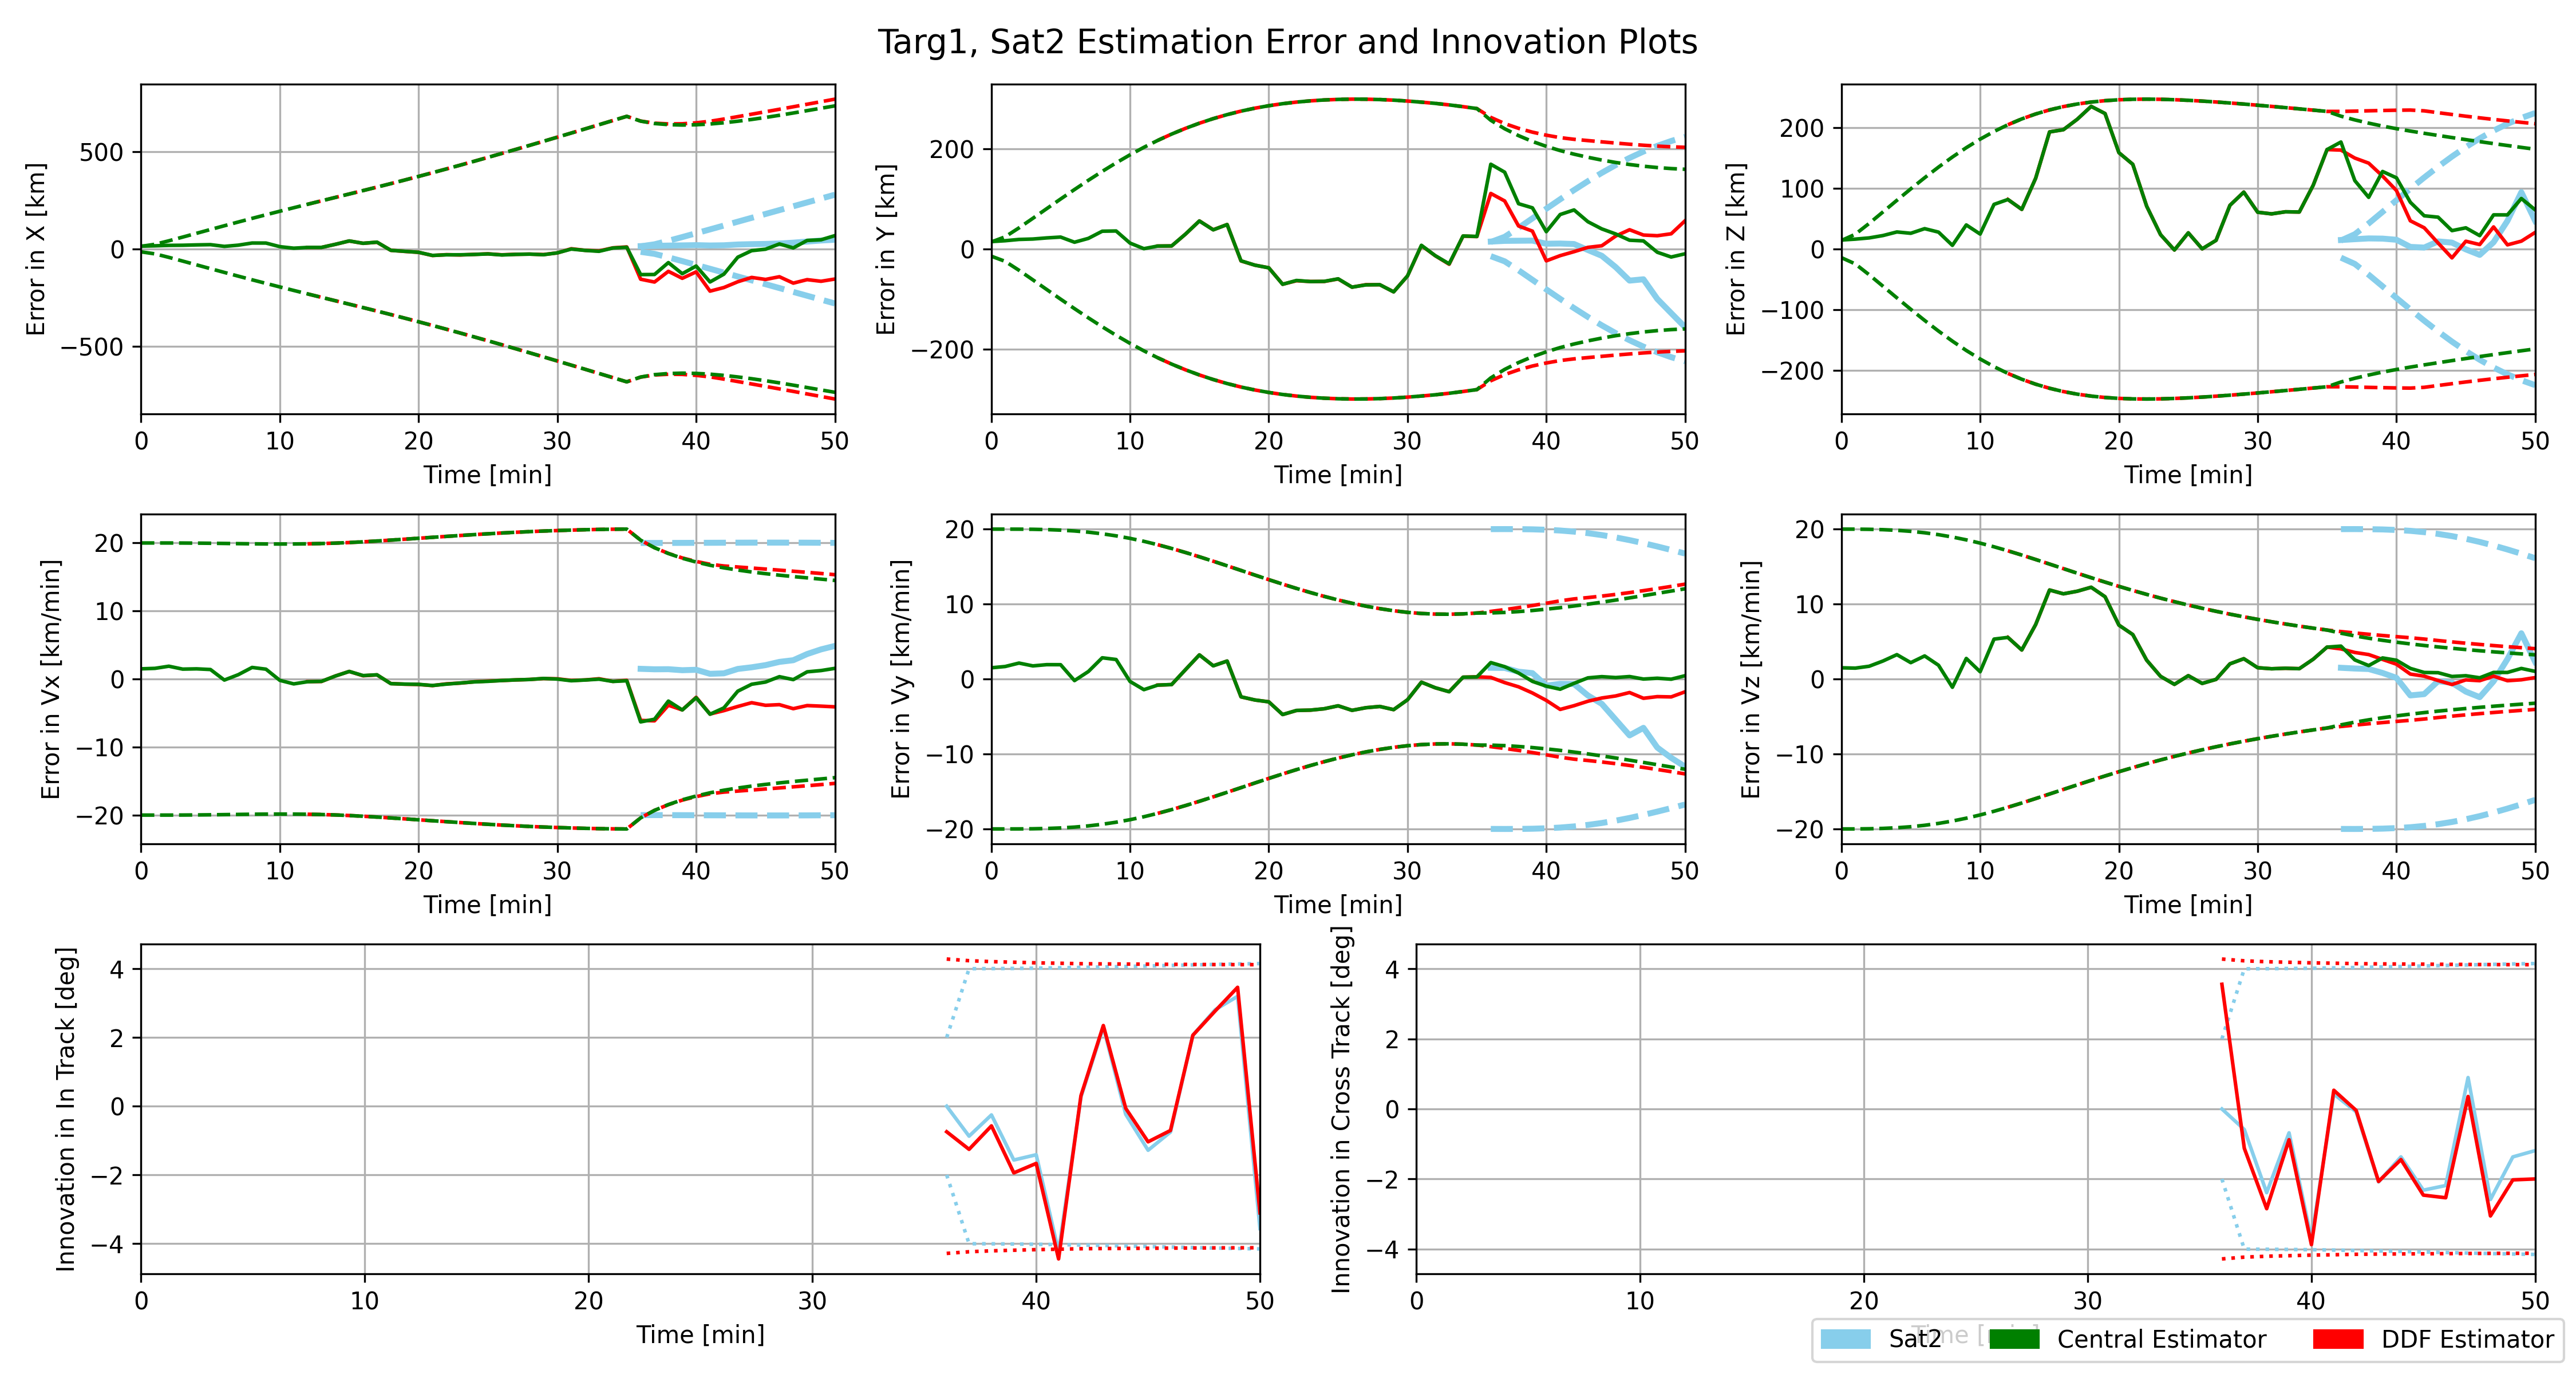 Targ1, Sat2 Estimation Error and Innovation Plots
Error in X [km]
500
0
−500
0 10 20 30 40 50
Time [min]
Error in Y [km]
200
0
−200
0 10 20 30 40 50
Time [min]
Error in Z [km]
200
100
0
−100
−200
0 10 20 30 40 50
Time [min]
Error in Vx [km/min]
20
10
0
−10
−20
0 10 20 30 40 50
Time [min]
Error in Vy [km/min]
20
10
0
−10
−20
0 10 20 30 40 50
Time [min]
Error in Vz [km/min]
20
10
0
−10
−20
0 10 20 30 40 50
Time [min]
Innovation in In Track [deg]
4
2
0
−2
−4
0 10 20 30 40 50
Time [min]
Innovation in Cross Track [deg]
4
2
0
−2
−4
0 10 20 30 40 50
Time [min]
Sat2 Central Estimator DDF Estimator